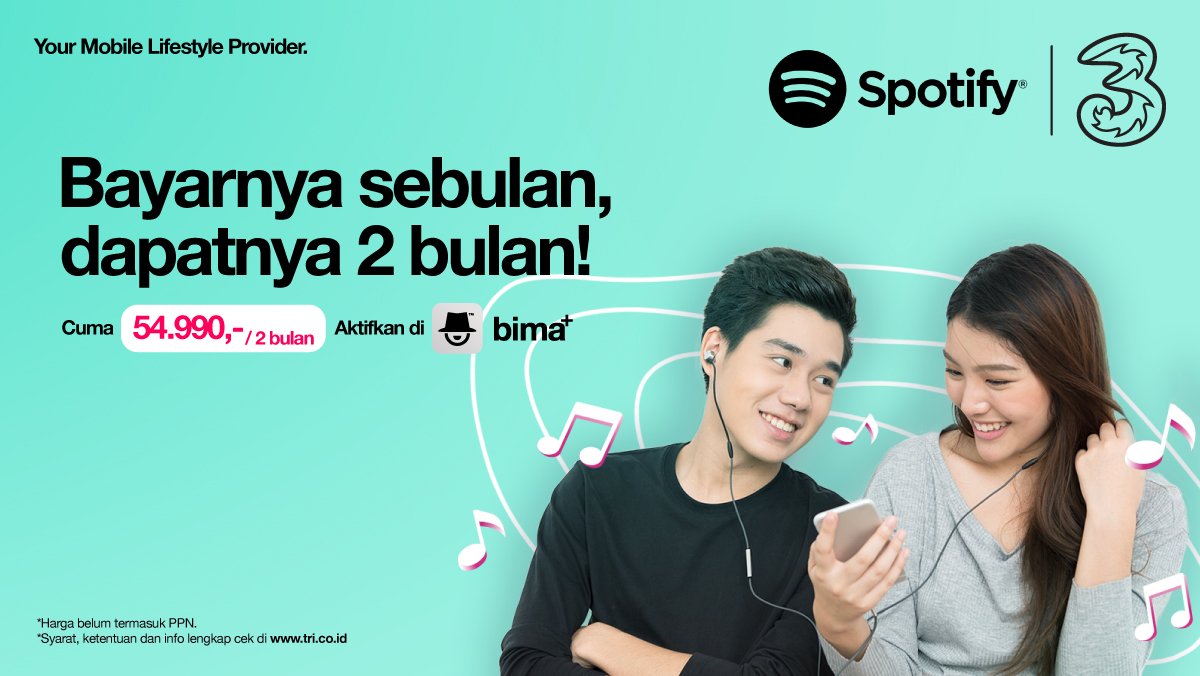 Your Mobile Lifestyle Provider.
Spotify®
3
Bayarnya sebulan,
dapatnya 2 bulan!
Cuma 54.990,-/ 2 bulan Aktifkan di bima+
*Harga belum termasuk PPN.
*Syarat, ketentuan dan info lengkap cek di www.tri.co.id